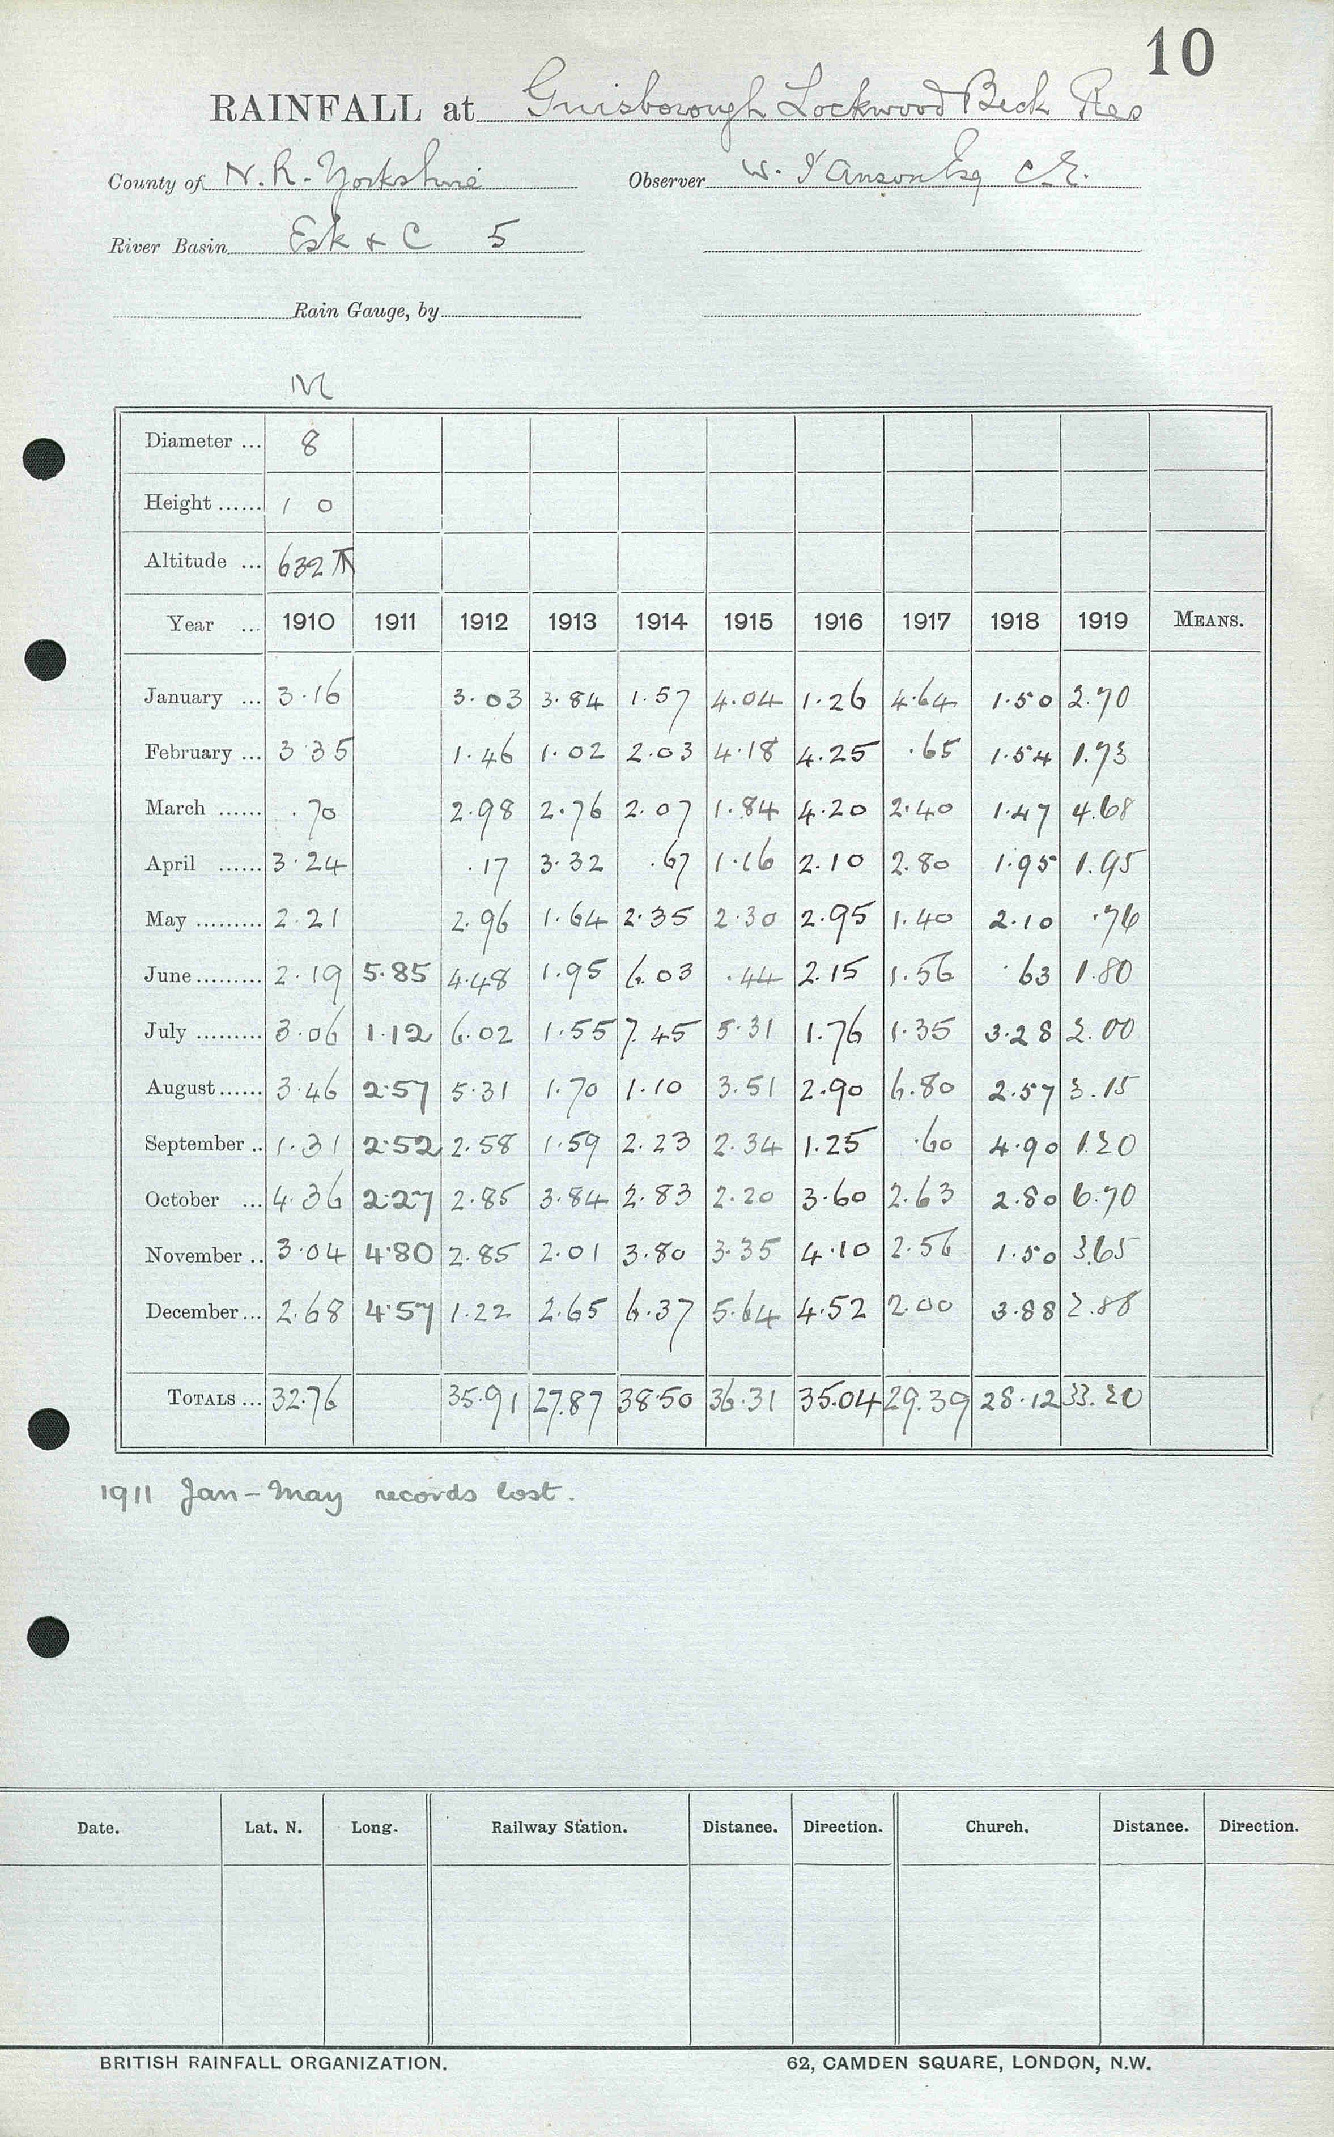 10
RAINFALL at Guisborough Lockwood Beck Res
County of N.R. Yorkshire Observer W. I'Anson Esq C.E.
River Basin Esk & C 5
Rain Gauge, by
M
Diameter ... 8
Height ...... 1 0
Altitude ... 632
Year ... 1910 1911 1912 1913 1914 1915 1916 1917 1918 1919 MEANS.
January ... 3.16 3.03 3.84 1.57 4.04 1.26 4.64 1.50 2.70
February ... 3.35 1.46 1.02 2.03 4.18 4.25 .65 1.54 1.73
March ...... .70 2.98 2.76 2.07 1.84 4.20 2.40 1.47 4.68
April ...... 3.24 .17 3.32 .67 1.16 2.10 2.80 1.95 1.95
May ......... 2.21 2.96 1.64 2.35 2.30 2.95 1.40 2.10 .76
June ......... 2.19 5.85 4.48 1.95 6.03 .44 2.15 1.56 .63 1.80
July ......... 3.06 1.12 6.02 1.55 7.45 5.31 1.76 1.35 3.28 2.00
August ...... 3.46 2.57 5.31 1.70 1.10 3.51 2.90 6.80 2.57 3.15
September .. 1.31 2.52 2.58 1.59 2.23 2.34 1.25 .60 4.90 1.20
October ... 4.36 2.27 2.85 3.84 2.83 2.20 3.60 2.63 2.80 6.70
November .. 3.04 4.80 2.85 2.01 3.80 3.35 4.10 2.56 1.50 3.65
December ... 2.68 4.57 1.22 2.65 6.37 5.64 4.52 2.00 3.88 2.88
TOTALS ... 32.76 35.91 27.87 38.50 36.31 35.04 29.39 28.12 33.20
1911 Jan - May records lost.
Date. Lat. N. Long. Railway Station. Distance. Direction. Church. Distance. Direction.
BRITISH RAINFALL ORGANIZATION. 62, CAMDEN SQUARE, LONDON, N.W.